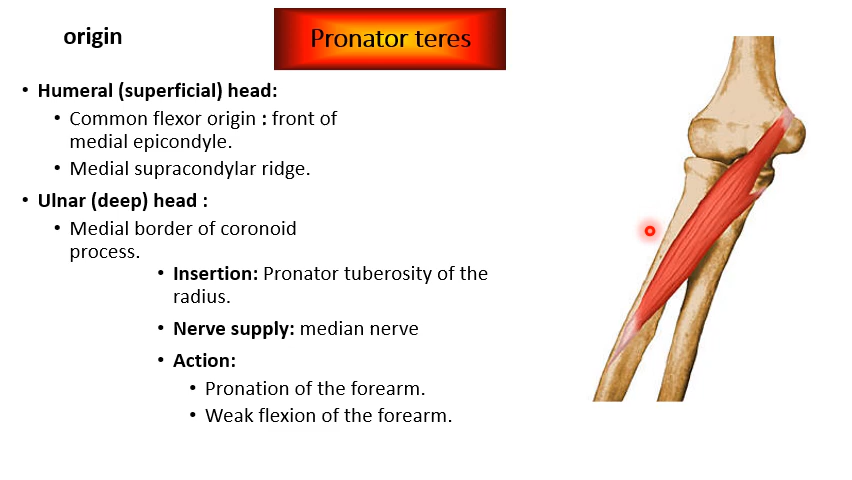 origin
Pronator teres
• Humeral (superficial) head:
• Common flexor origin : front of
medial epicondyle.
• Medial supracondylar ridge.
• Ulnar (deep) head :
• Medial border of coronoid
process.
• Insertion: Pronator tuberosity of the
radius.
• Nerve supply: median nerve
• Action:
• Pronation of the forearm.
• Weak flexion of the forearm.